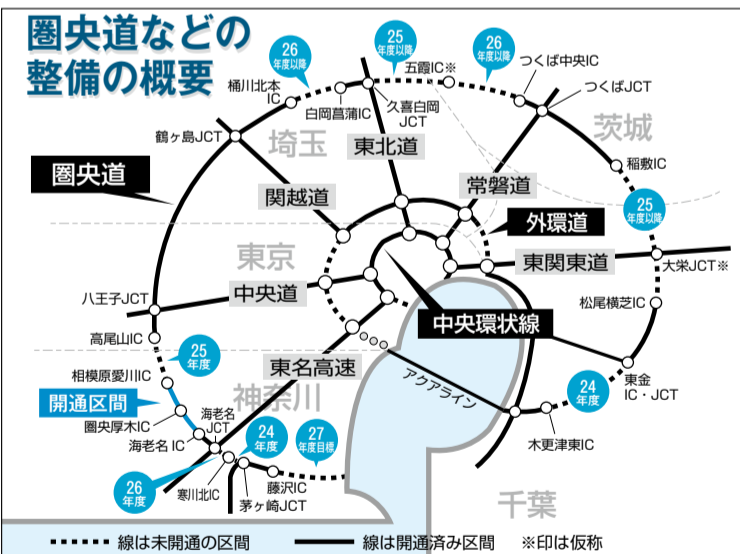 圏央道などの
整備の概要
26
年度以降
25
年度以降
26
年度以降
五霞IC※
つくば中央IC
桶川北本
IC
白岡菖蒲IC
久喜白岡
JCT
つくばJCT
鶴ヶ島JCT
埼玉
東北道
茨城
圏央道
関越道
常磐道
稲敷IC
外環道
25
年度以降
東京
東関東道
大栄JCT※
中央道
八王子JCT
松尾横芝IC
高尾山IC
中央環状線
25
年度
東名高速
相模原愛川IC
神奈川
アクアライン
東金
IC・JCT
24
年度
開通区間
圏央厚木IC
海老名
JCT
海老名IC
24
年度
27
年度目標
木更津東IC
26
年度
寒川北IC
藤沢IC
茅ヶ崎JCT
千葉
線は未開通の区間
線は開通済み区間
※印は仮称